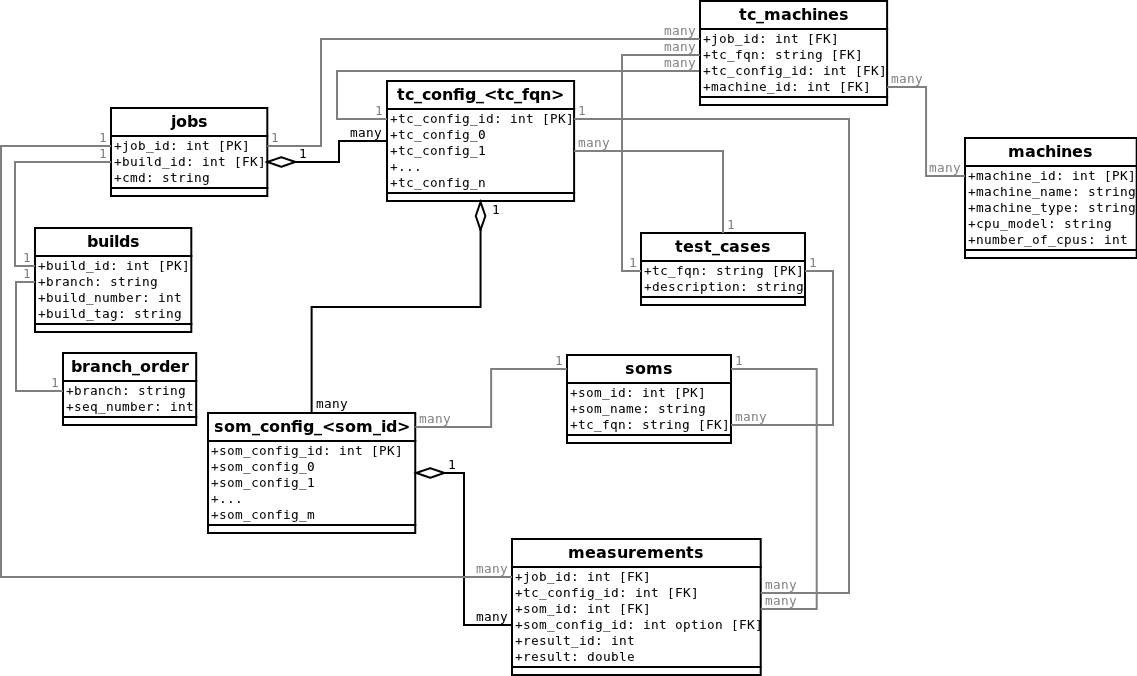 tc_machines
+job_id: int [FK]
+tc_fqn: string [FK]
+tc_config_id: int [FK]
+machine_id: int [FK]
many
many
many
many
tc_config_<tc_fqn>
+tc_config_id: int [PK]
+tc_config_0
+tc_config_1
+...
+tc_config_n
1
many
1
many
1
jobs
+job_id: int [PK]
+build_id: int [FK]
+cmd: string
1
1
1
1
machines
+machine_id: int [PK]
+machine_name: string
+machine_type: string
+cpu_model: string
+number_of_cpus: int
many
builds
+build_id: int [PK]
+branch: string
+build_number: int
+build_tag: string
1
1
test_cases
+tc_fqn: string [PK]
+description: string
1
1
1
branch_order
+branch: string
+seq_number: int
1
soms
+som_id: int [PK]
+som_name: string
+tc_fqn: string [FK]
1
1
many
som_config_<som_id>
+som_config_id: int [PK]
+som_config_0
+som_config_1
+...
+som_config_m
many
many
1
measurements
+job_id: int [FK]
+tc_config_id: int [FK]
+som_id: int [FK]
+som_config_id: int option [FK]
+result_id: int
+result: double
many
many
many
many